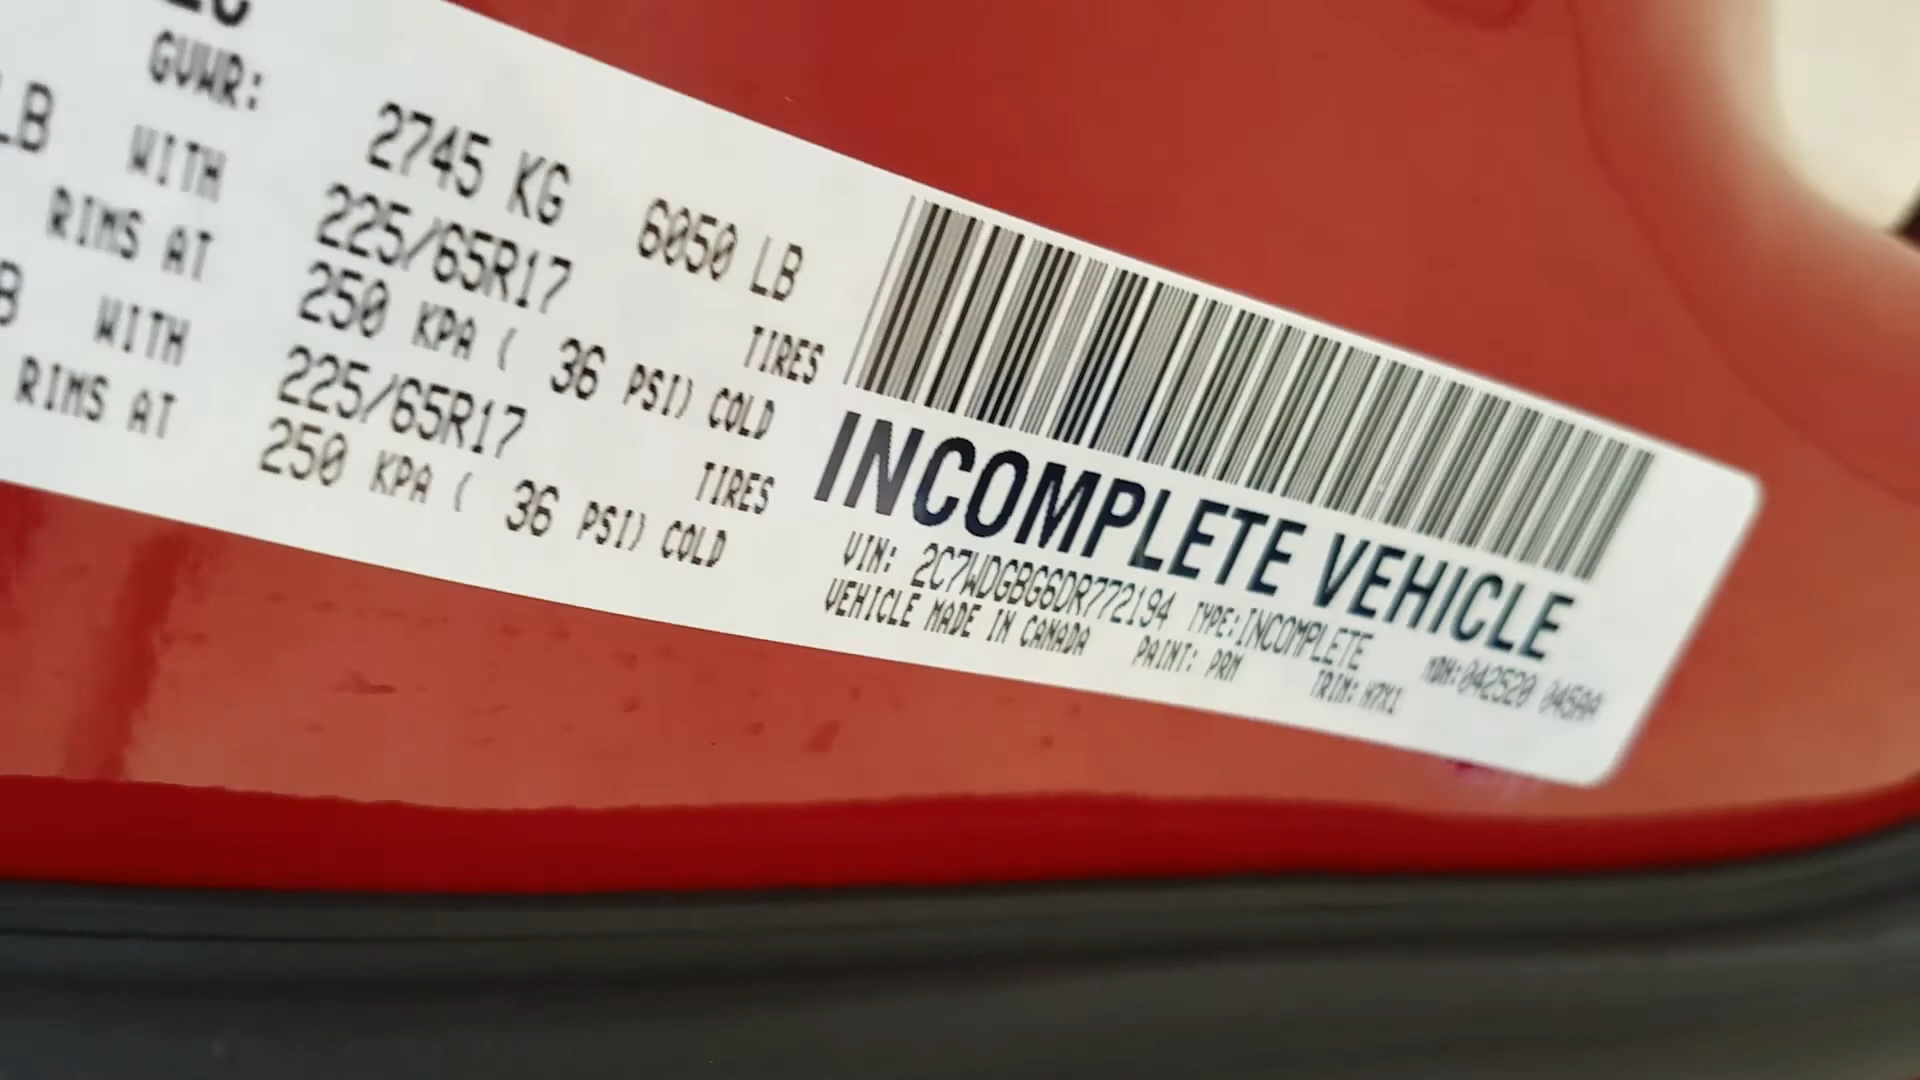 GVWR: 2745 KG 6050 LB
LB WITH 225/65R17 TIRES
RIMS AT 250 KPA ( 36 PSI) COLD
B WITH 225/65R17 TIRES
RIMS AT 250 KPA ( 36 PSI) COLD
INCOMPLETE VEHICLE
VIN: 2C7WDGBG6DR772194 TYPE:INCOMPLETE MDH:042520 045AA
VEHICLE MADE IN CANADA PAINT: PRM TRIM: